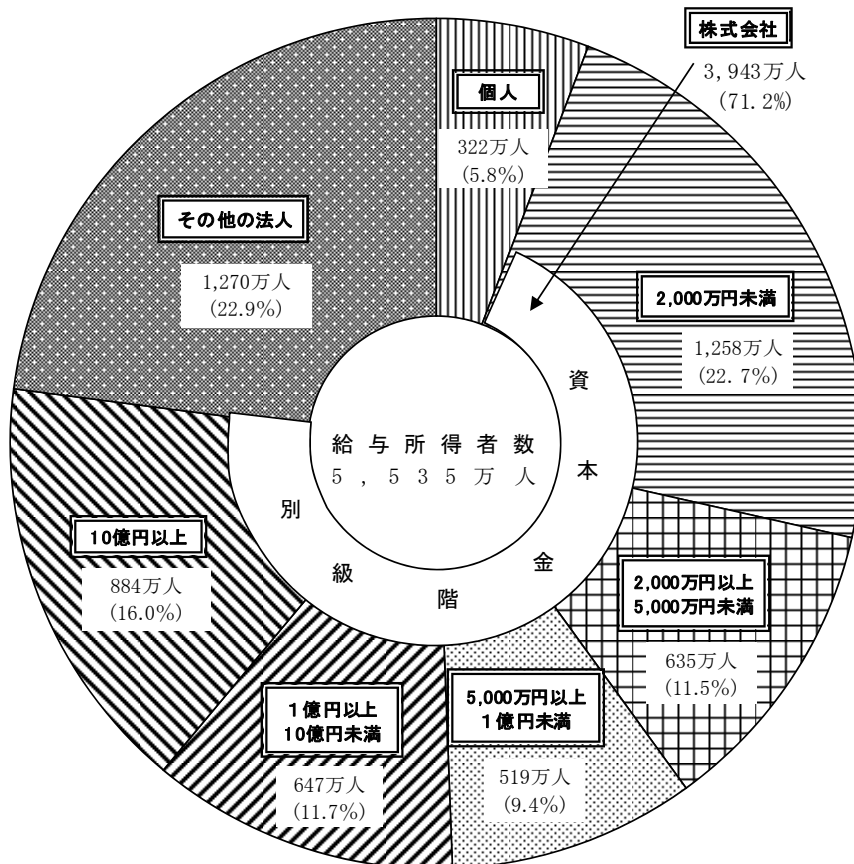 株式会社
3,943万人
(71.2%)
個人
322万人
(5.8%)
その他の法人
1,270万人
(22.9%)
2,000万円未満
1,258万人
(22.7%)
給与所得者数
5,535万人
資本金階級別
10億円以上
884万人
(16.0%)
2,000万円以上
5,000万円未満
635万人
(11.5%)
1億円以上
10億円未満
647万人
(11.7%)
5,000万円以上
1億円未満
519万人
(9.4%)